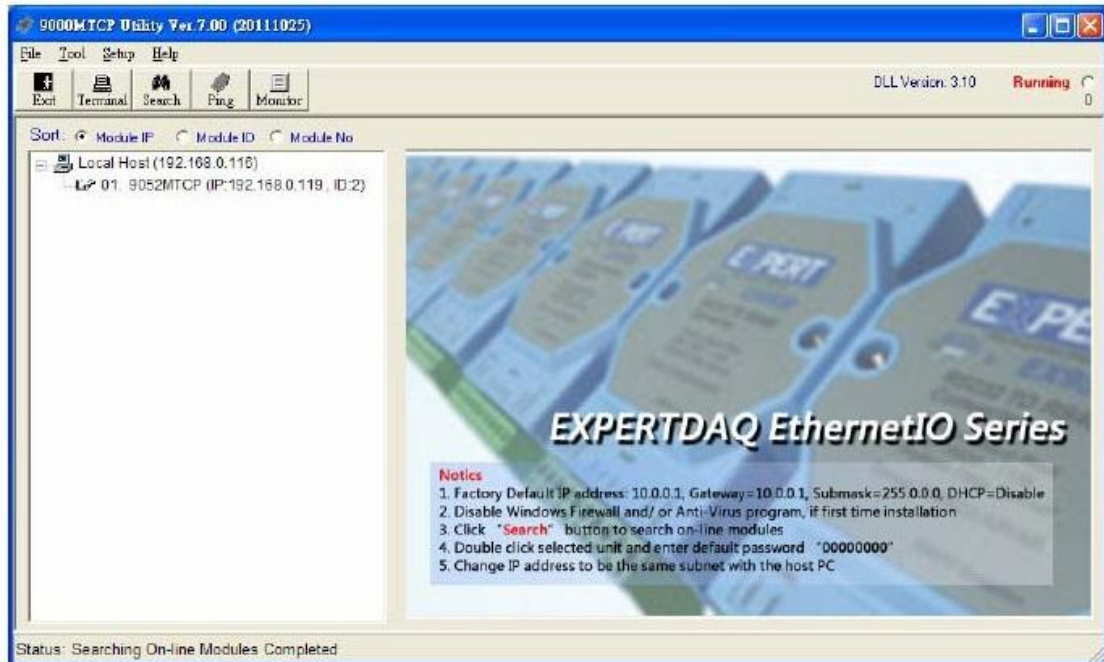 9000MTCP Utility Ver.7.00 (20111025)
File Tool Setup Help
Exit Terminal Search Ping Monitor
DLL Version: 3.10 Running 0
Sort: Module IP Module ID Module No
Local Host (192.168.0.116)
01. 9052MTCP (IP:192.168.0.119 , ID:2)
EXPERT
EXPERT
EXPE
EXPERTDAQ EthernetIO Series
Notics
1. Factory Default IP address: 10.0.0.1, Gateway=10.0.0.1, Submask=255.0.0.0, DHCP=Disable
2. Disable Windows Firewall and/ or Anti-Virus program, if first time installation
3. Click "Search" button to search on-line modules
4. Double click selected unit and enter default password "00000000"
5. Change IP address to be the same subnet with the host PC
Status: Searching On-line Modules Completed